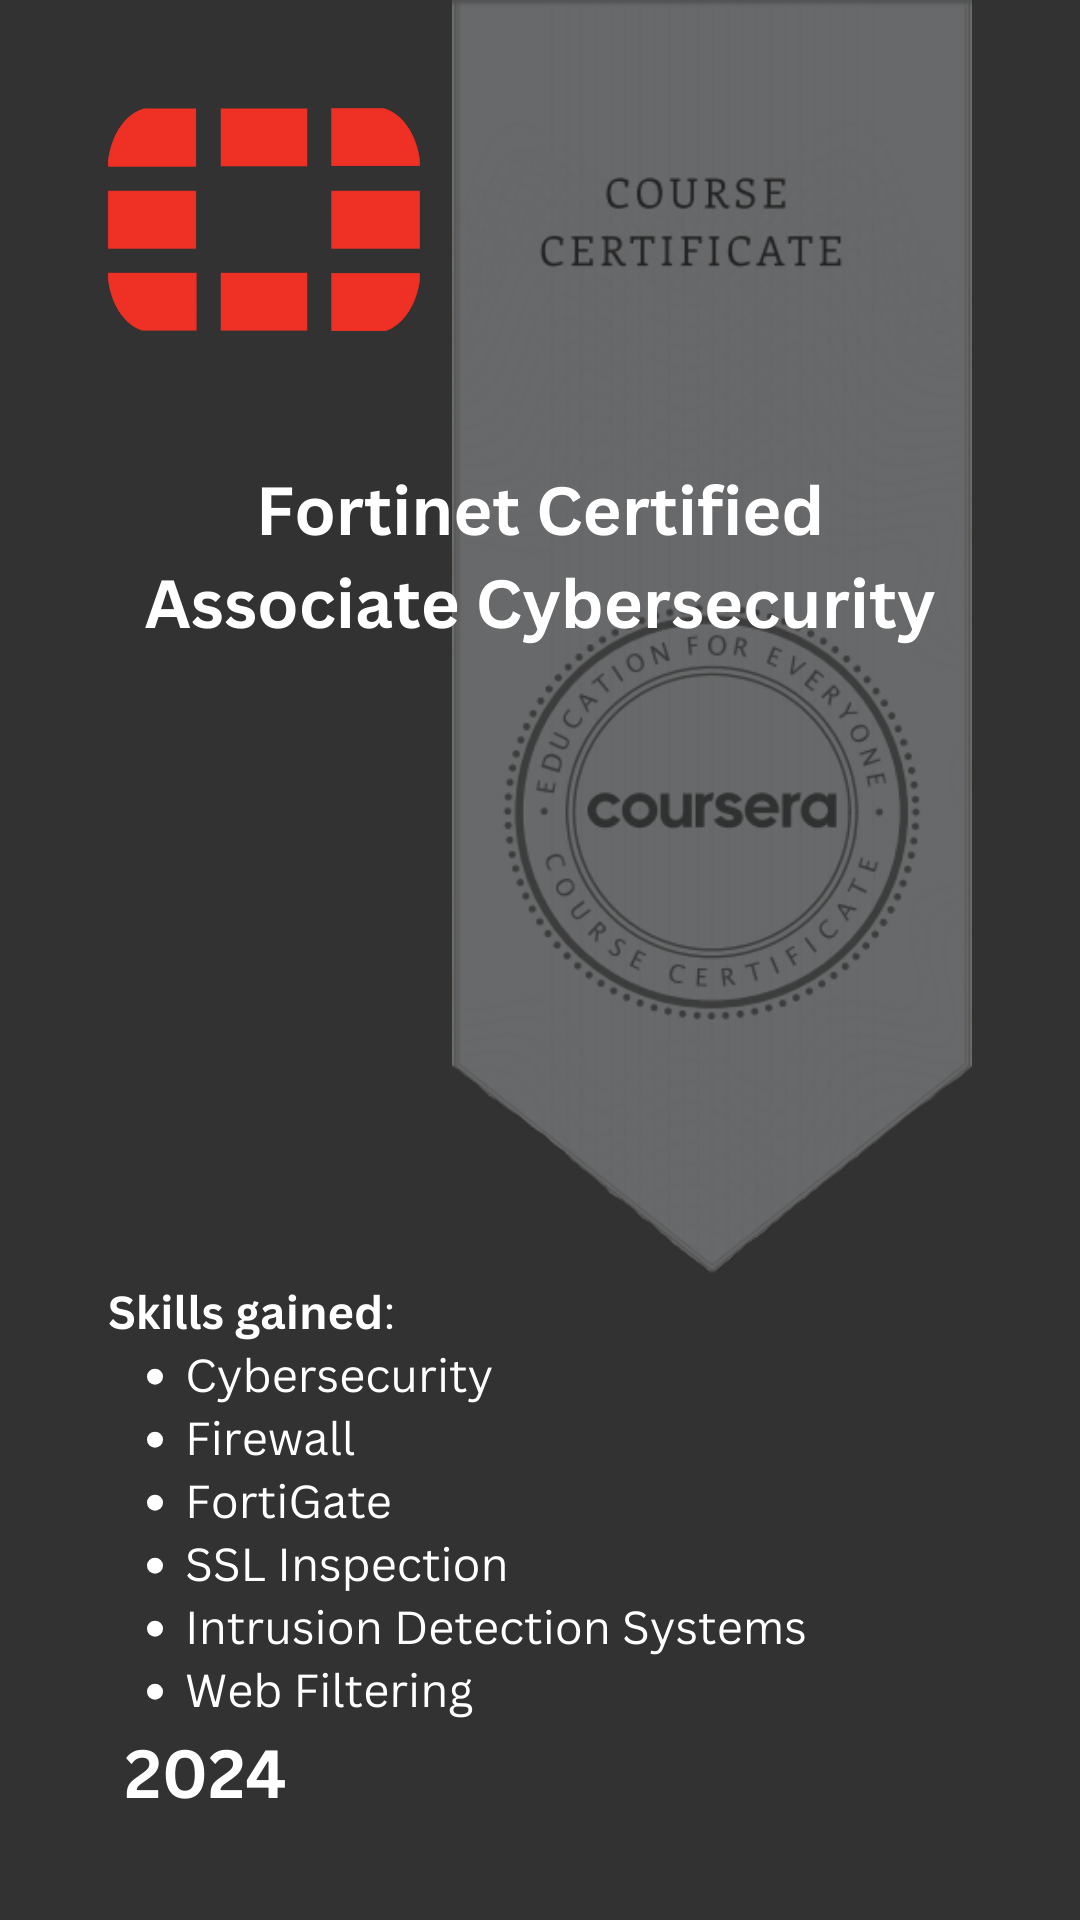 COURSE
CERTIFICATE
Fortinet Certified
Associate Cybersecurity
• EDUCATION FOR EVERYONE •
coursera
COURSE CERTIFICATE
Skills gained:
• Cybersecurity
• Firewall
• FortiGate
• SSL Inspection
• Intrusion Detection Systems
• Web Filtering
2024